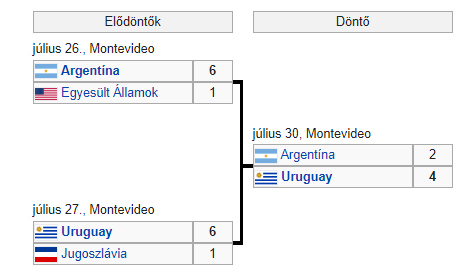 Elődöntők
Döntő
július 26., Montevideo
Argentína 6
Egyesült Államok 1
július 30, Montevideo
Argentína 2
Uruguay 4
július 27., Montevideo
Uruguay 6
Jugoszlávia 1